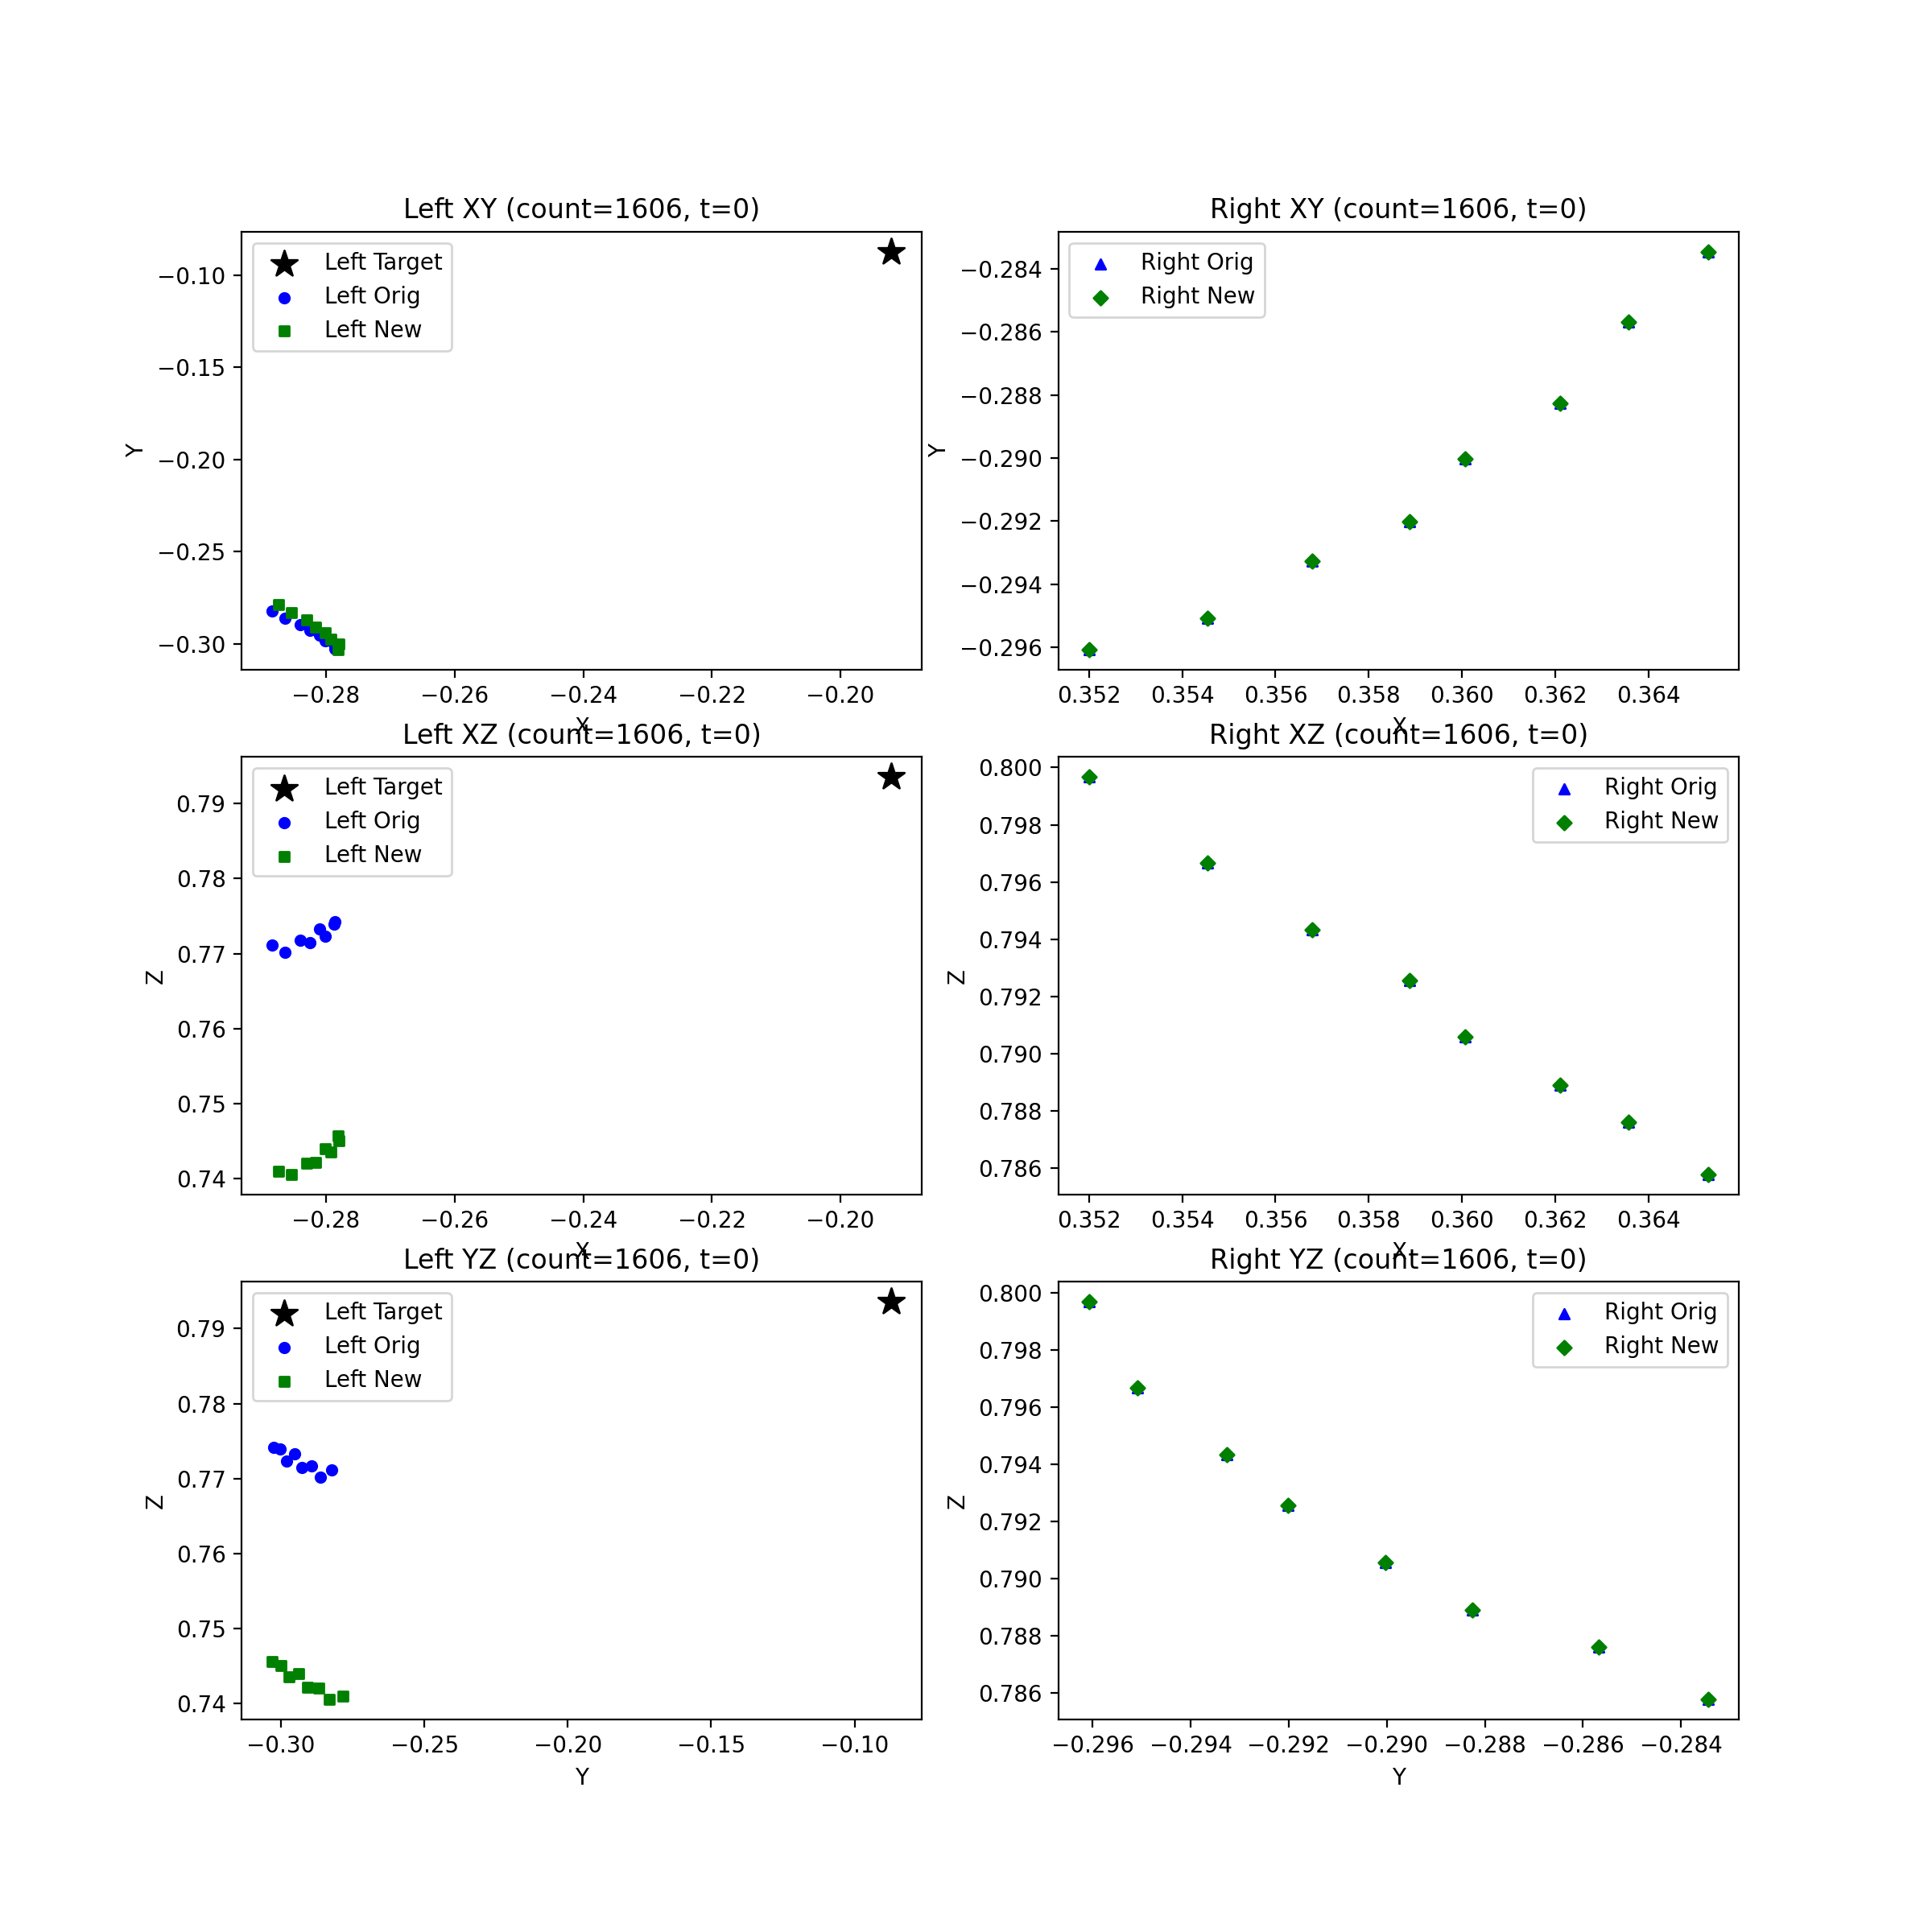 Left XY (count=1606, t=0)
Left Target
Left Orig
Left New
−0.10
−0.15
−0.20
−0.25
−0.30
Y
−0.28
−0.26
−0.24
−0.22
−0.20
X
Right XY (count=1606, t=0)
Right Orig
Right New
−0.284
−0.286
−0.288
−0.290
−0.292
−0.294
−0.296
Y
0.352
0.354
0.356
0.358
0.360
0.362
0.364
X
Left XZ (count=1606, t=0)
Left Target
Left Orig
Left New
0.79
0.78
0.77
0.76
0.75
0.74
Z
−0.28
−0.26
−0.24
−0.22
−0.20
X
Right XZ (count=1606, t=0)
Right Orig
Right New
0.800
0.798
0.796
0.794
0.792
0.790
0.788
0.786
Z
0.352
0.354
0.356
0.358
0.360
0.362
0.364
X
Left YZ (count=1606, t=0)
Left Target
Left Orig
Left New
0.79
0.78
0.77
0.76
0.75
0.74
Z
−0.30
−0.25
−0.20
−0.15
−0.10
Y
Right YZ (count=1606, t=0)
Right Orig
Right New
0.800
0.798
0.796
0.794
0.792
0.790
0.788
0.786
Z
−0.296
−0.294
−0.292
−0.290
−0.288
−0.286
−0.284
Y